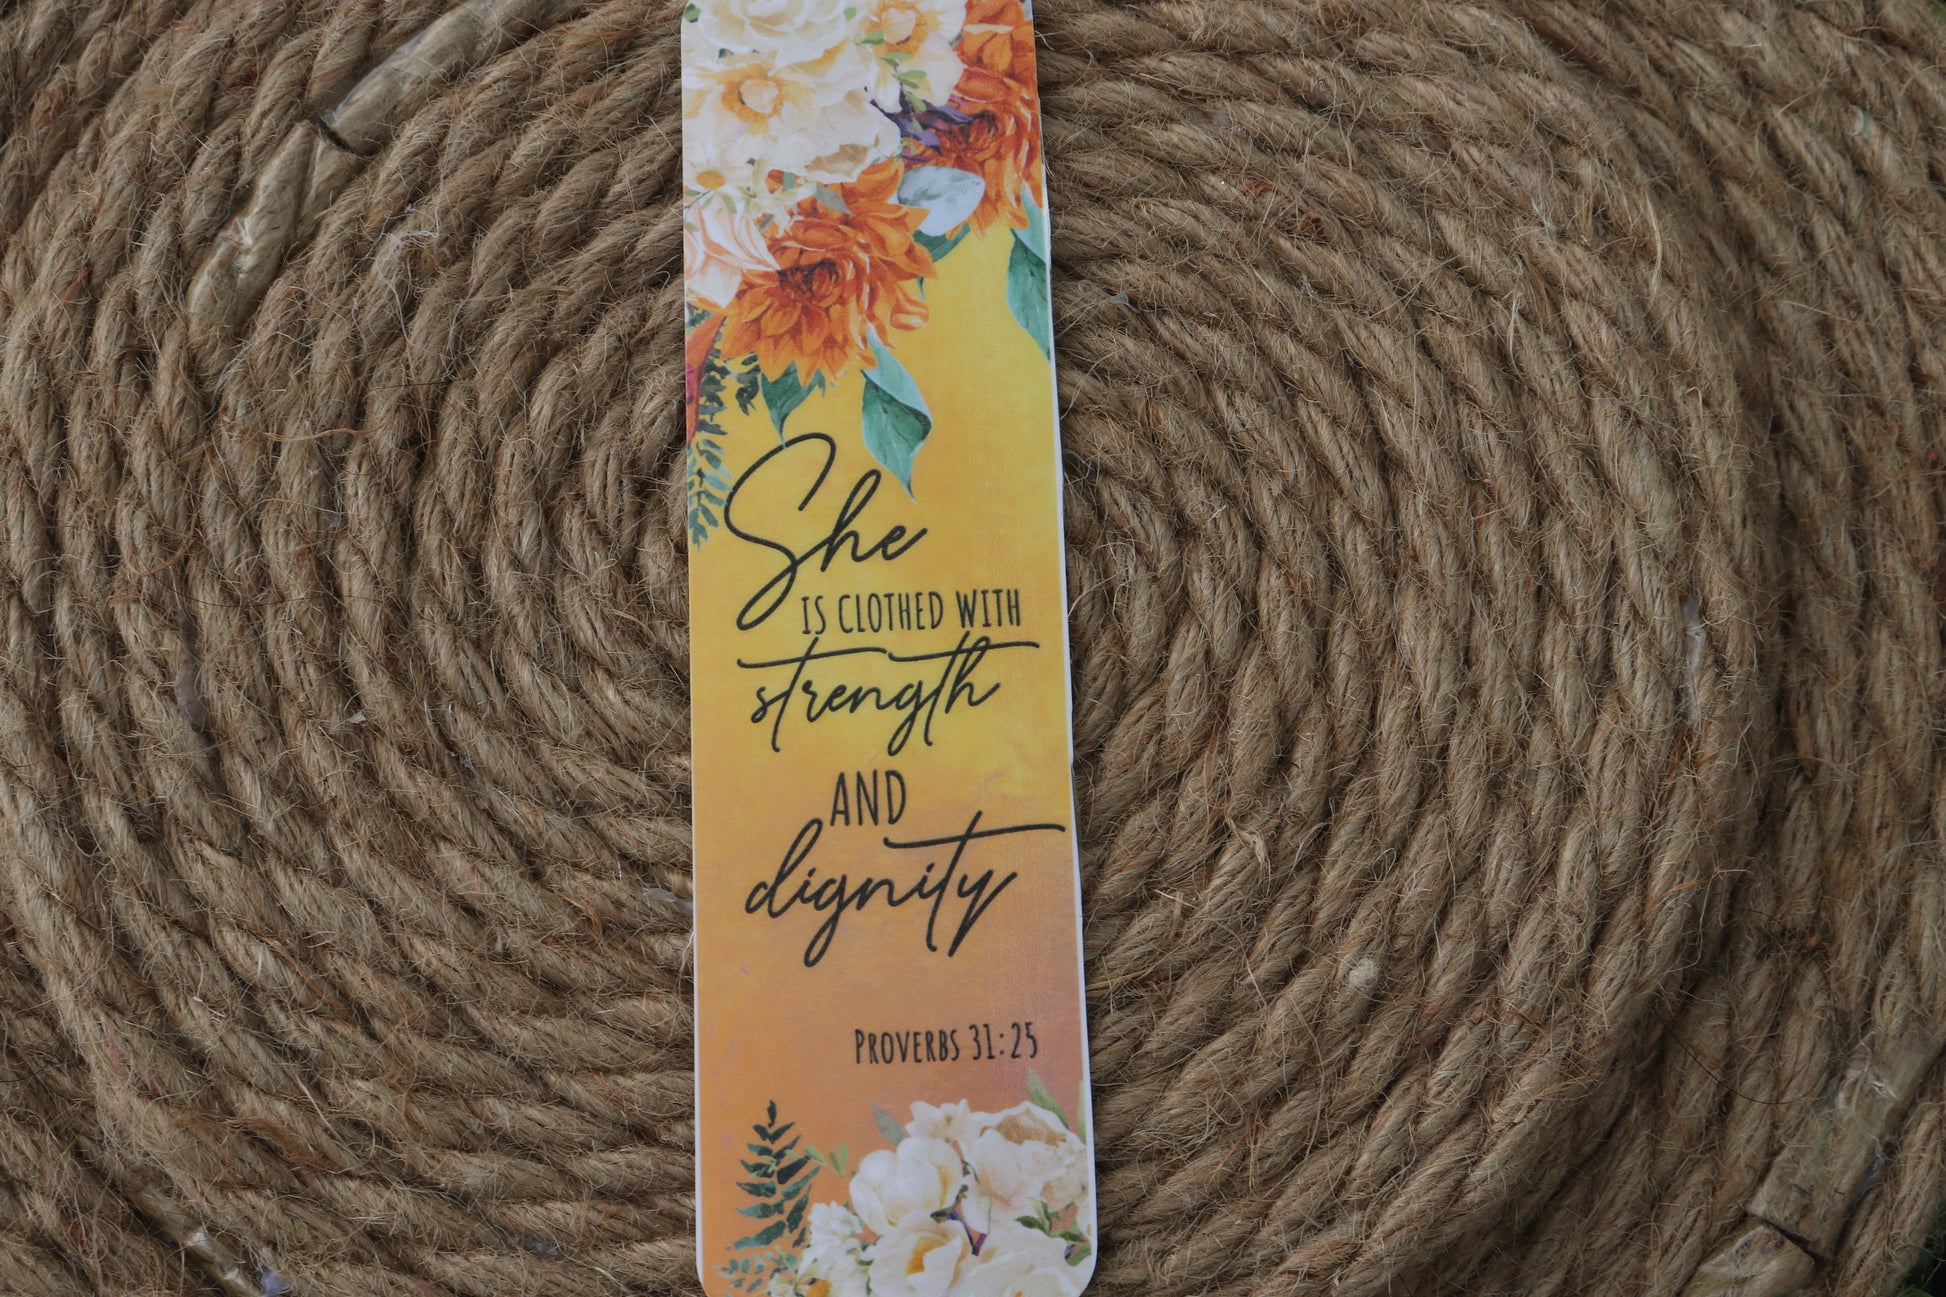 She
IS CLOTHED WITH
strength
AND
dignity
PROVERBS 31:25